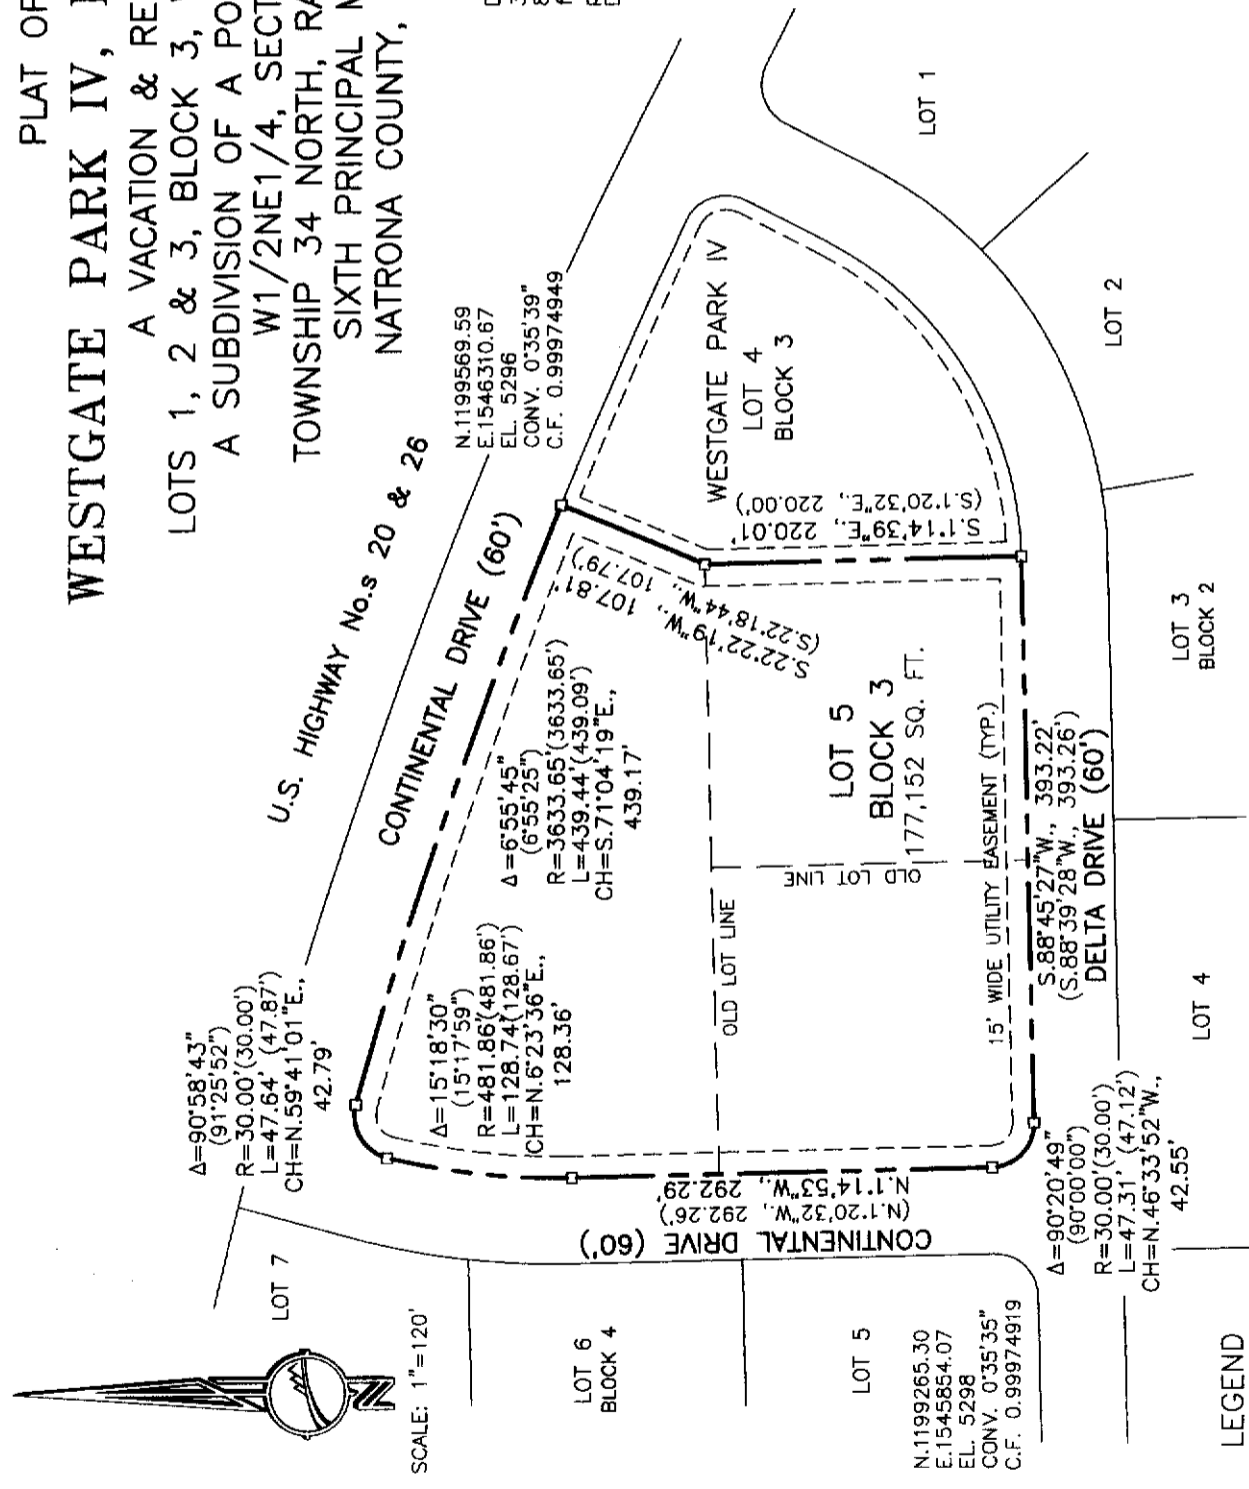 PLAT OF
WESTGATE PARK IV,
A VACATION & RE
LOTS 1, 2 & 3, BLOCK 3,
A SUBDIVISION OF A PO
W1/2NE1/4, SECT
TOWNSHIP 34 NORTH, RA
SIXTH PRINCIPAL M
NATRONA COUNTY,
U.S. HIGHWAY No.s 20 & 26
CONTINENTAL DRIVE (60')
N.1199569.59
E.1546310.67
EL. 5296
CONV. 0°35'39"
C.F. 0.99974949
Δ=90°58'43"
(91°25'52")
R=30.00'(30.00')
L=47.64' (47.87')
CH=N.59°41'01"E.,
42.79'
Δ=15°18'30"
(15°17'59")
R=481.86'(481.86')
L=128.74'(128.67')
CH=N.6°23'36"E.,
128.36'
Δ=6°55'45"
(6°55'25")
R=3633.65'(3633.65')
L=439.44'(439.09')
CH=S.71°04'19"E.,
439.17'
S.22°22'19"W., 107.81'
(S.22°18'44"W., 107.79')
WESTGATE PARK IV
LOT 4
BLOCK 3
S.1°14'39"E., 220.01'
(S.1°20'32"E., 220.00')
LOT 1
LOT 2
LOT 3
BLOCK 2
LOT 4
LOT 5
BLOCK 3
177,152 SQ. FT.
OLD LOT LINE
OLD LOT LINE
15' WIDE UTILITY EASEMENT (TYP.)
S.88°45'27"W., 393.22'
(S.88°39'28"W., 393.26')
DELTA DRIVE (60')
N.1°14'53"W., 292.29'
(N.1°20'32"W., 292.26')
CONTINENTAL DRIVE (60')
Δ=90°20'49"
(90°00'00")
R=30.00'(30.00')
L=47.31' (47.12')
CH=N.46°33'52"W.,
42.55'
LOT 7
N
SCALE: 1"=120'
LOT 6
BLOCK 4
LOT 5
N.1199265.30
E.1545854.07
EL. 5298
CONV. 0°35'35"
C.F. 0.99974919
LEGEND